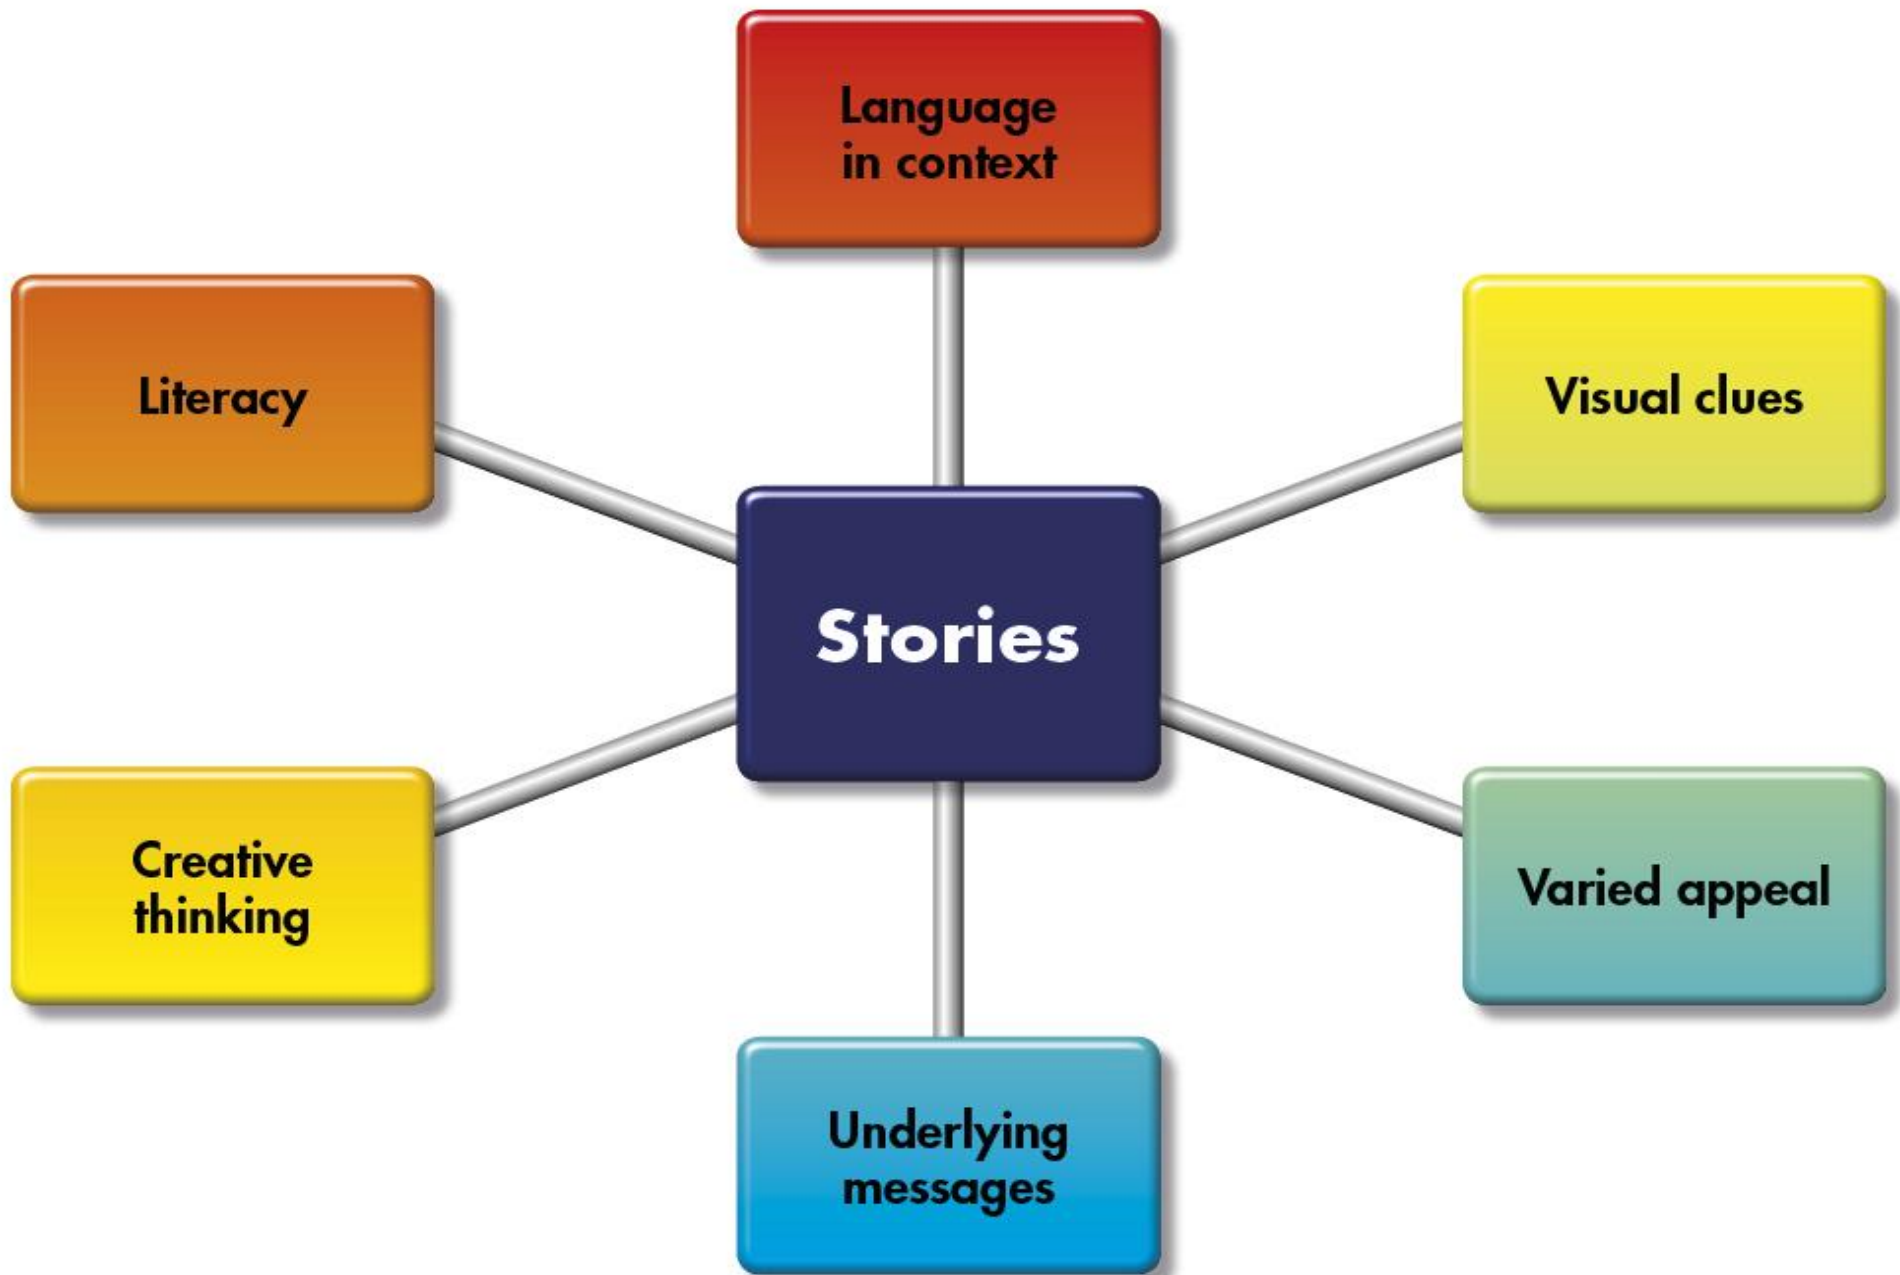 Language
in context
Literacy
Visual clues
Stories
Creative
thinking
Varied appeal
Underlying
messages